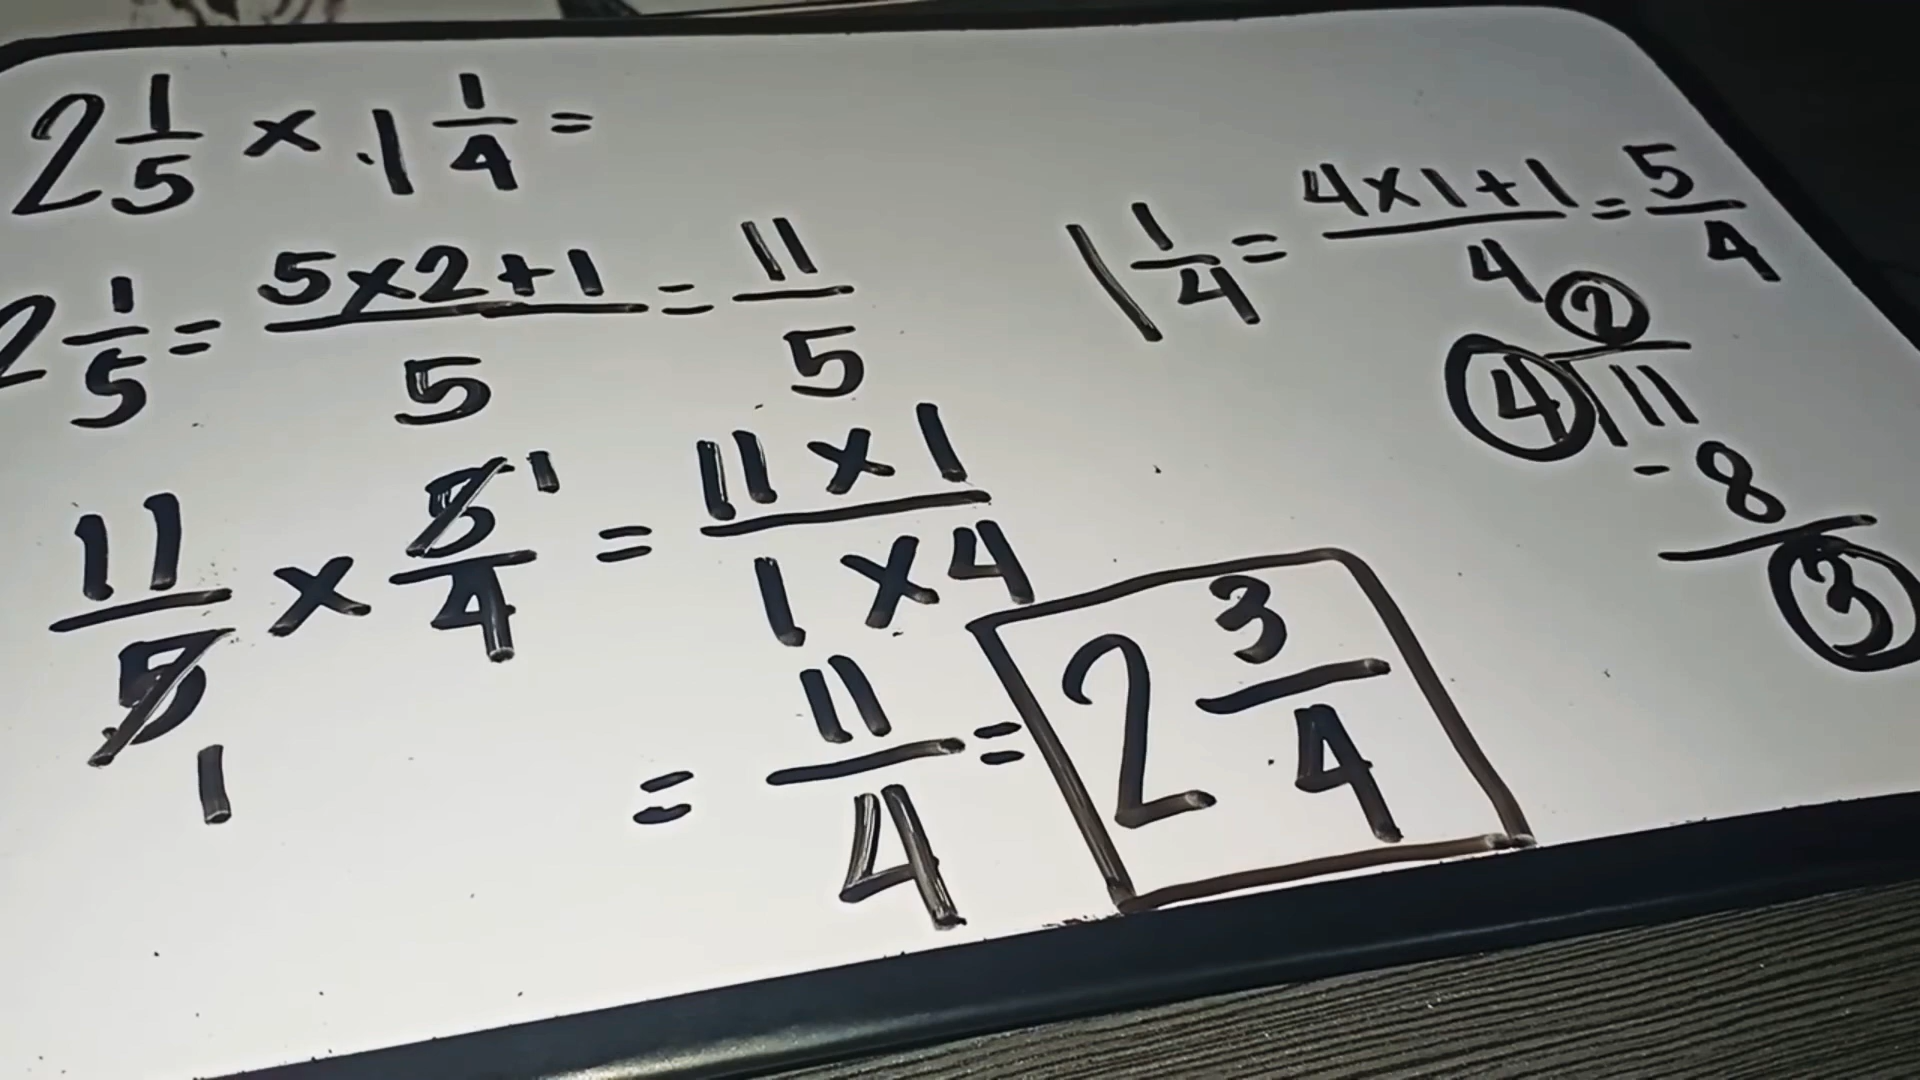 2 1/5 × 1 1/4 =
2 1/5 = (5×2+1)/5 = 11/5
1 1/4 = (4×1+1)/4 = 5/4
11/5 × 5/4 = (11×1)/(1×4)
1
1
= 11/4 = 2 3/4
2
4 11
- 8
3